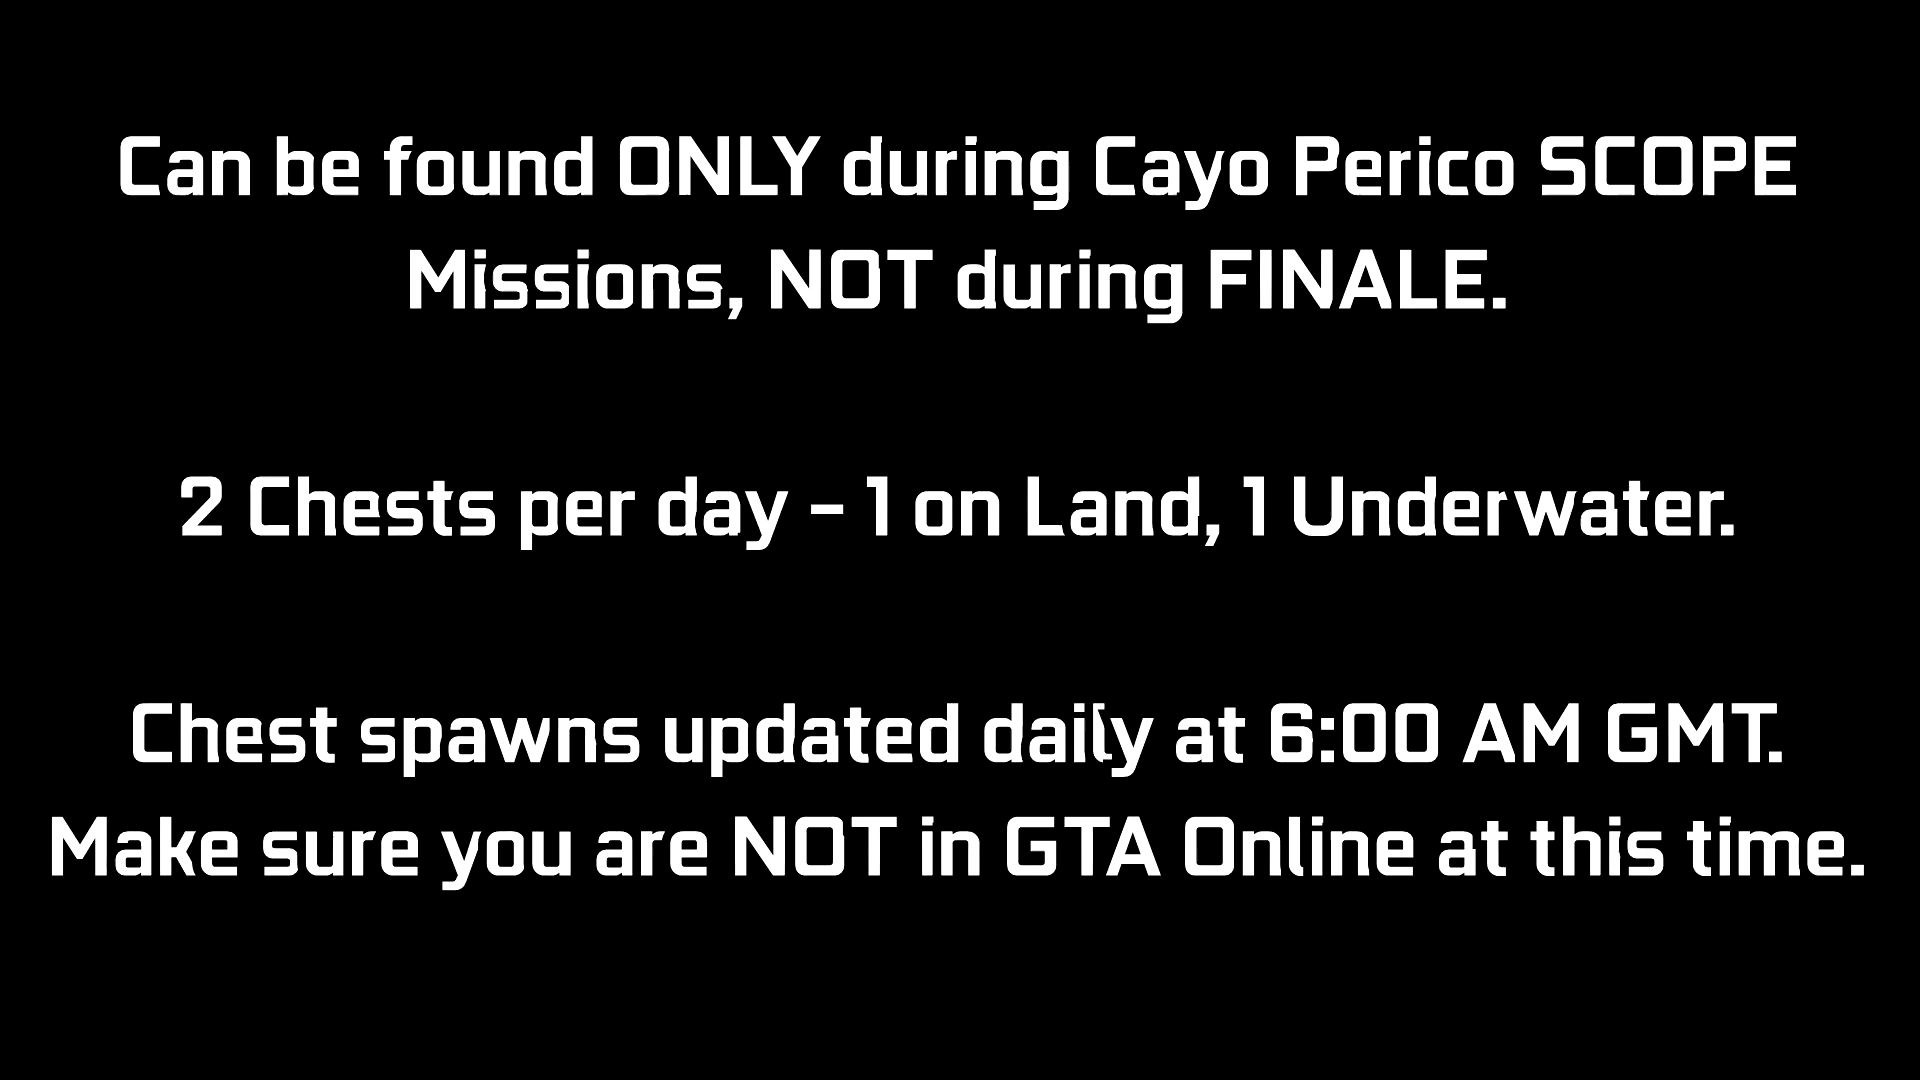 Can be found ONLY during Cayo Perico SCOPE
Missions, NOT during FINALE.
2 Chests per day – 1 on Land, 1 Underwater.
Chest spawns updated daily at 6:00 AM GMT.
Make sure you are NOT in GTA Online at this time.